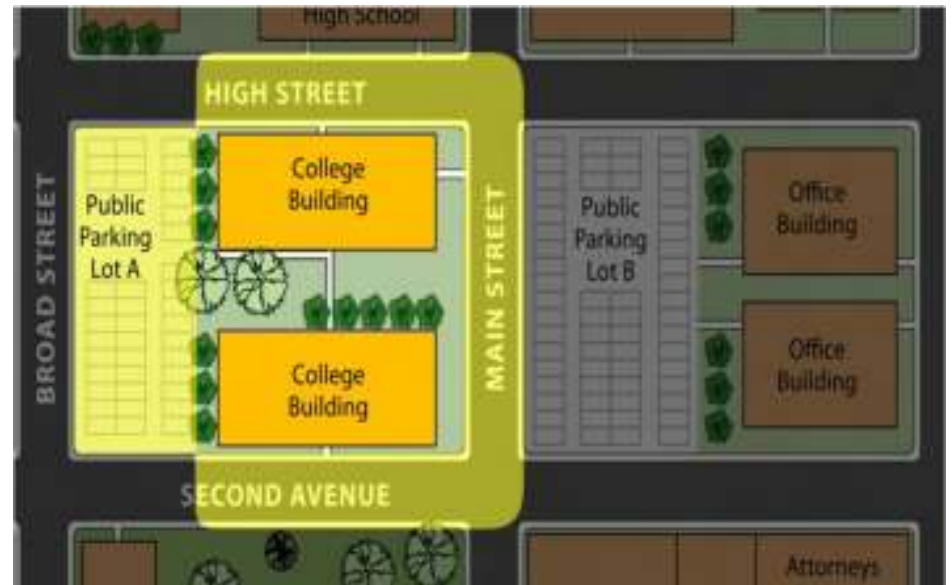 High School
HIGH STREET
BROAD STREET
Public
Parking
Lot A
College
Building
MAIN STREET
Public
Parking
Lot B
Office
Building
College
Building
Office
Building
SECOND AVENUE
Attorneys